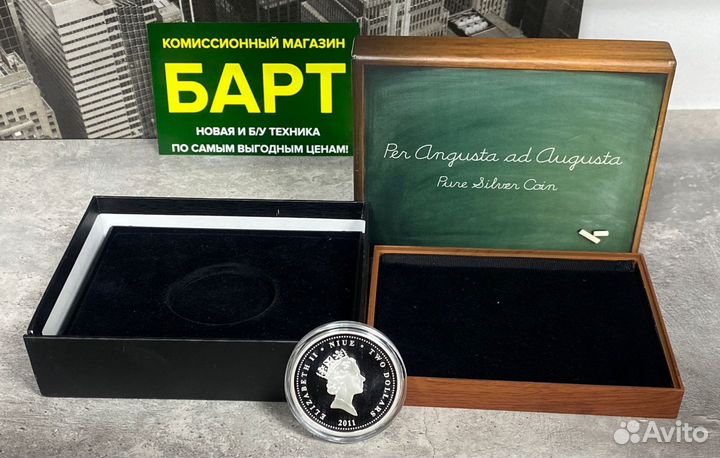 КОМИССИОННЫЙ МАГАЗИН
БАРТ
НОВАЯ И Б/У ТЕХНИКА
ПО САМЫМ ВЫГОДНЫМ ЦЕНАМ!
Per Angusta ad Augusta
Pure Silver Coin
ELIZABETH II • NIUE • TWO DOLLARS
2011
Avito